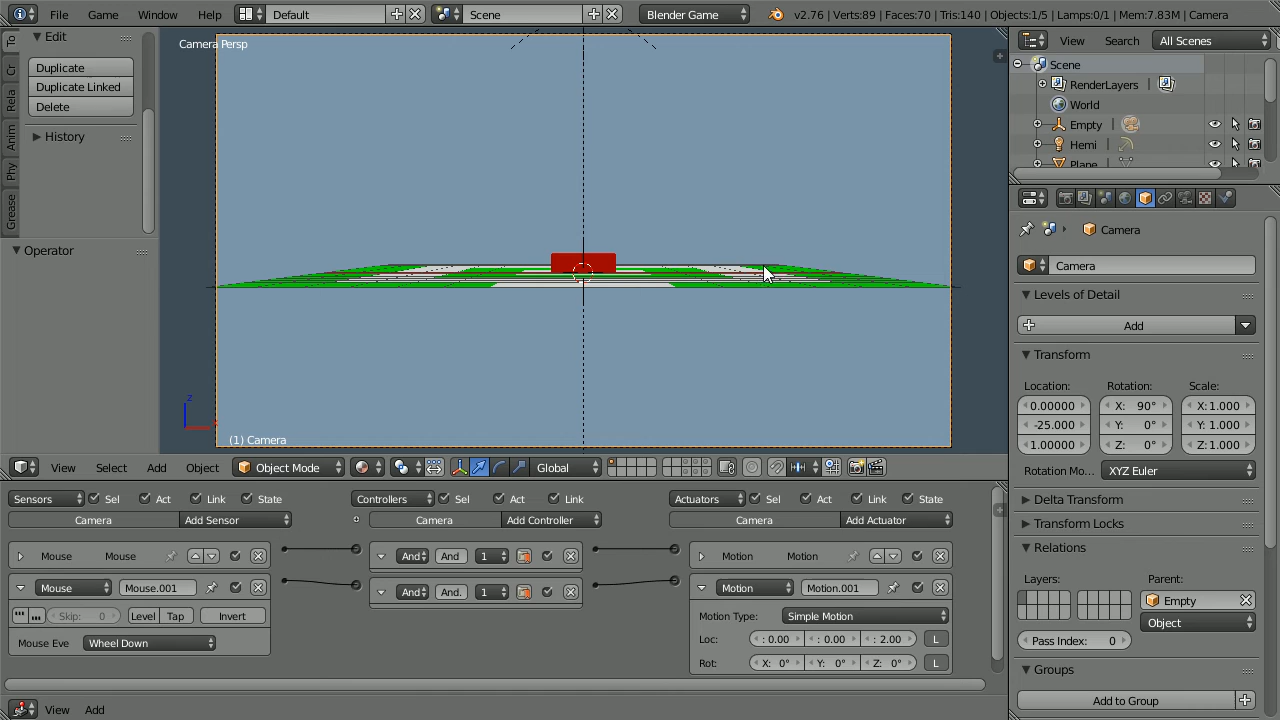 File Game Window Help Default Scene Blender Game v2.76 | Verts:89 | Faces:70 | Tris:140 | Objects:1/5 | Lamps:0/1 | Mem:7.83M | Camera
To
Cr
Rela
Anim
Phy
Grease
Edit
Duplicate
Duplicate Linked
Delete
History
Operator
Camera Persp
(1) Camera
z
View Search All Scenes
Scene
RenderLayers
World
Empty
Hemi
Plane
Camera
Camera
Levels of Detail
Add
Transform
Location: Rotation: Scale:
0.00000 X: 90° X: 1.000
-25.000 Y: 0° Y: 1.000
1.00000 Z: 0° Z: 1.000
Rotation Mo... XYZ Euler
Delta Transform
Transform Locks
Relations
Layers: Parent:
Empty
Object
Pass Index: 0
Groups
Add to Group
View Select Add Object Object Mode Global
Sensors Sel Act Link State Controllers Sel Act Link Actuators Sel Act Link State
Camera Add Sensor Camera Add Controller Camera Add Actuator
Mouse Mouse And And 1 Motion Motion
Mouse Mouse.001 And And. 1 Motion Motion.001
Skip: 0 Level Tap Invert Motion Type: Simple Motion
Mouse Eve Wheel Down Loc: : 0.00 : 0.00 : 2.00 L
Rot: X: 0° Y: 0° Z: 0° L
View Add